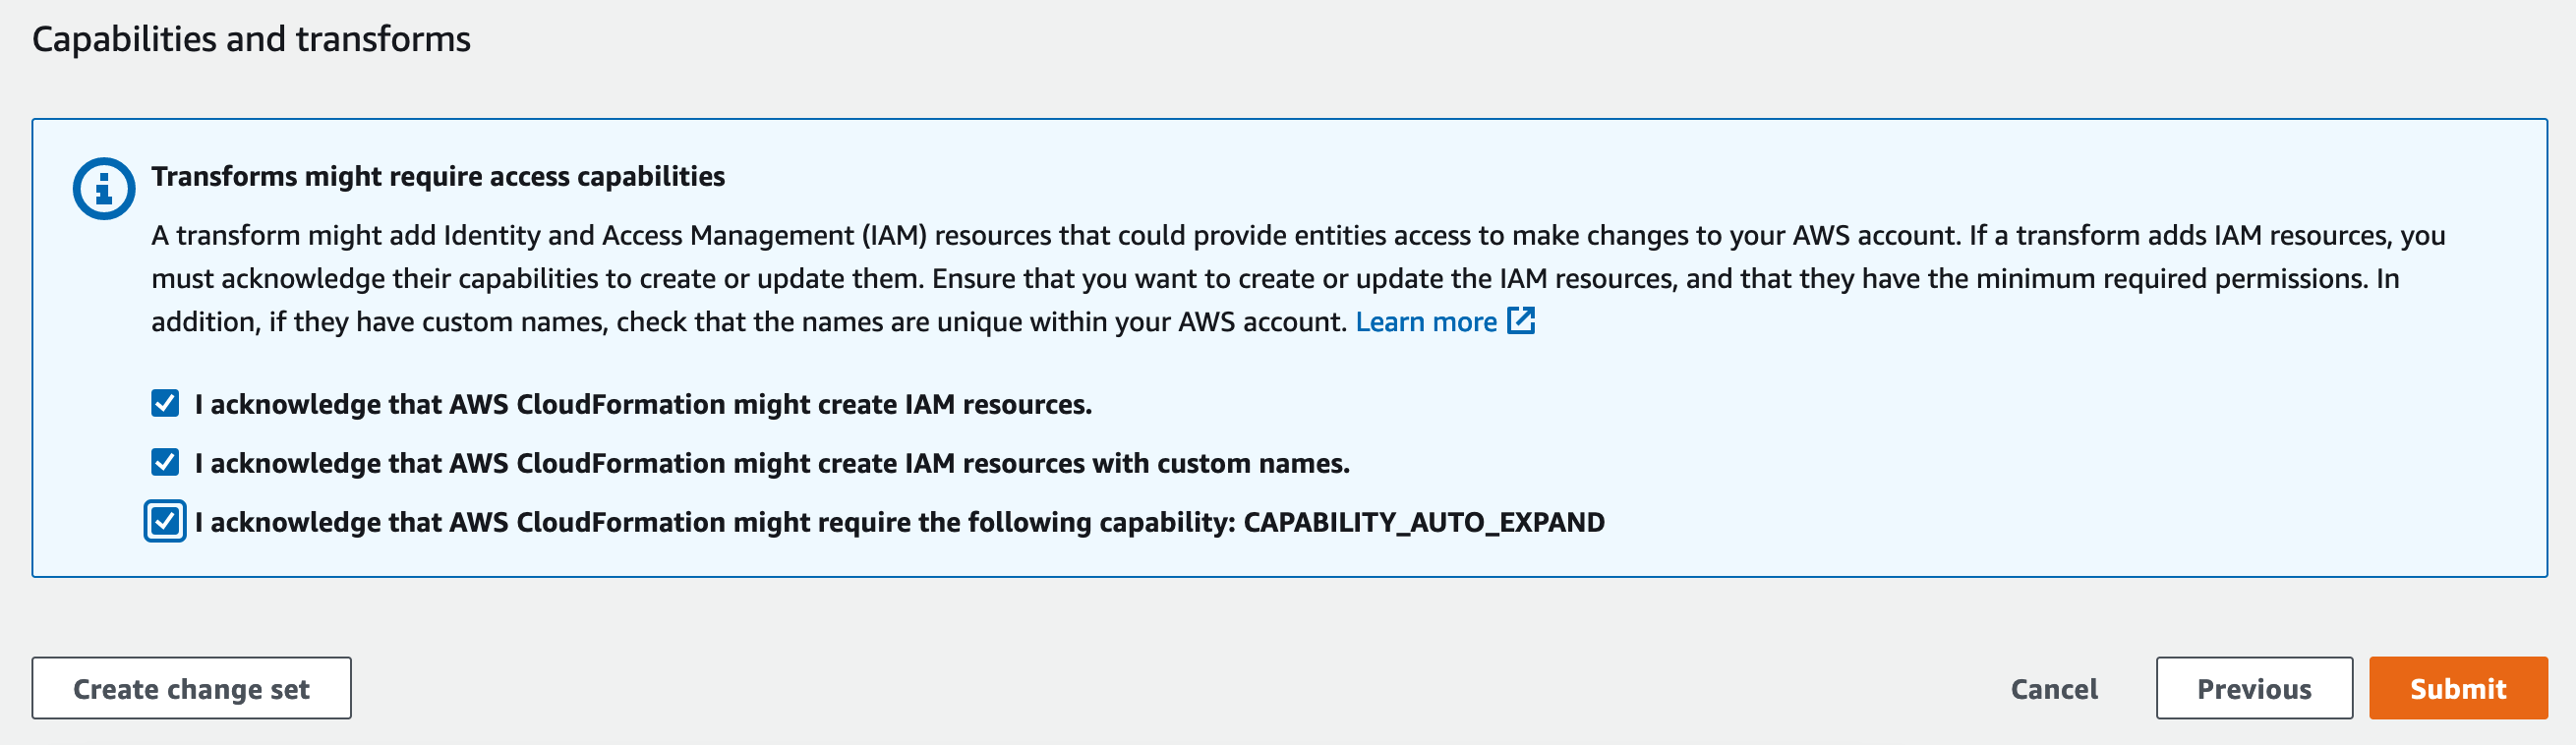 Capabilities and transforms
Transforms might require access capabilities
A transform might add Identity and Access Management (IAM) resources that could provide entities access to make changes to your AWS account. If a transform adds IAM resources, you
must acknowledge their capabilities to create or update them. Ensure that you want to create or update the IAM resources, and that they have the minimum required permissions. In
addition, if they have custom names, check that the names are unique within your AWS account. Learn more
I acknowledge that AWS CloudFormation might create IAM resources.
I acknowledge that AWS CloudFormation might create IAM resources with custom names.
I acknowledge that AWS CloudFormation might require the following capability: CAPABILITY_AUTO_EXPAND
Create change set
Cancel
Previous
Submit